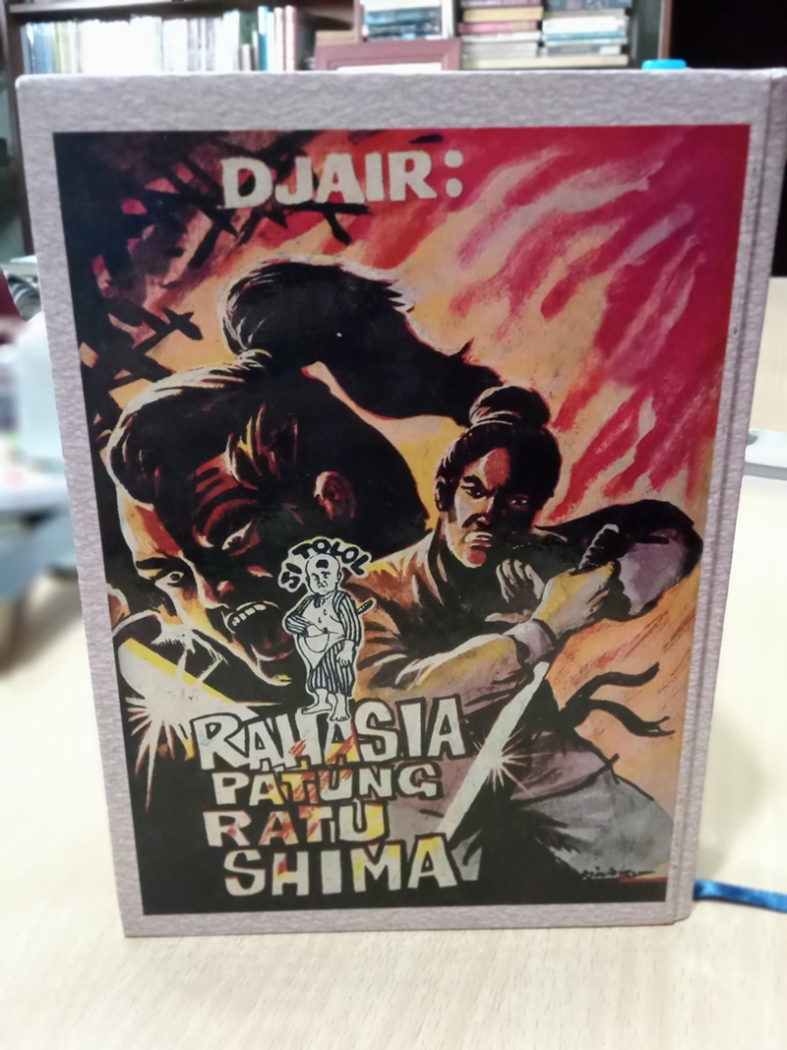 DJAIR:
SI TOLOL
RAHASIA
PATUNG
RATU
SHIMA